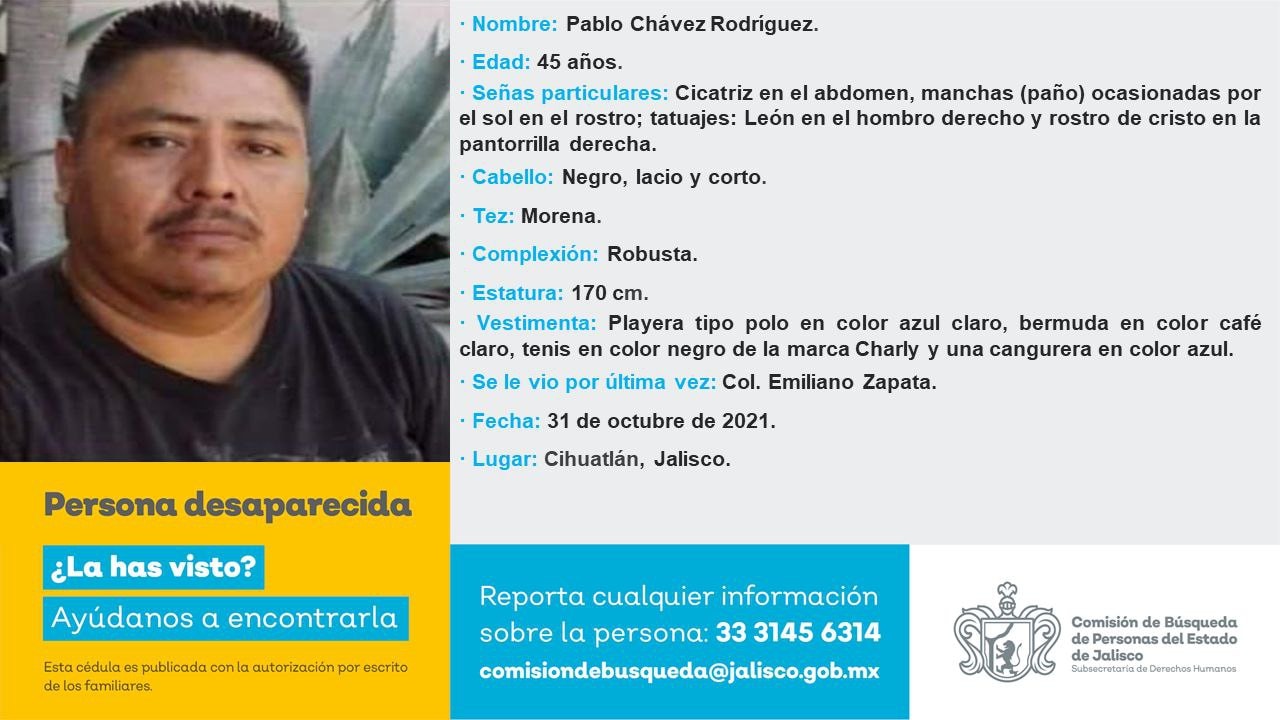 · Nombre: Pablo Chávez Rodríguez.
· Edad: 45 años.
· Señas particulares: Cicatriz en el abdomen, manchas (paño) ocasionadas por
el sol en el rostro; tatuajes: León en el hombro derecho y rostro de cristo en la
pantorrilla derecha.
· Cabello: Negro, lacio y corto.
· Tez: Morena.
· Complexión: Robusta.
· Estatura: 170 cm.
· Vestimenta: Playera tipo polo en color azul claro, bermuda en color café
claro, tenis en color negro de la marca Charly y una cangurera en color azul.
· Se le vio por última vez: Col. Emiliano Zapata.
· Fecha: 31 de octubre de 2021.
· Lugar: Cihuatlán, Jalisco.
Persona desaparecida
¿La has visto?
Ayúdanos a encontrarla
Esta cédula es publicada con la autorización por escrito
de los familiares.
Reporta cualquier información
sobre la persona: 33 3145 6314
comisiondebusqueda@jalisco.gob.mx
Comisión de Búsqueda
de Personas del Estado
de Jalisco
Subsecretaría de Derechos Humanos